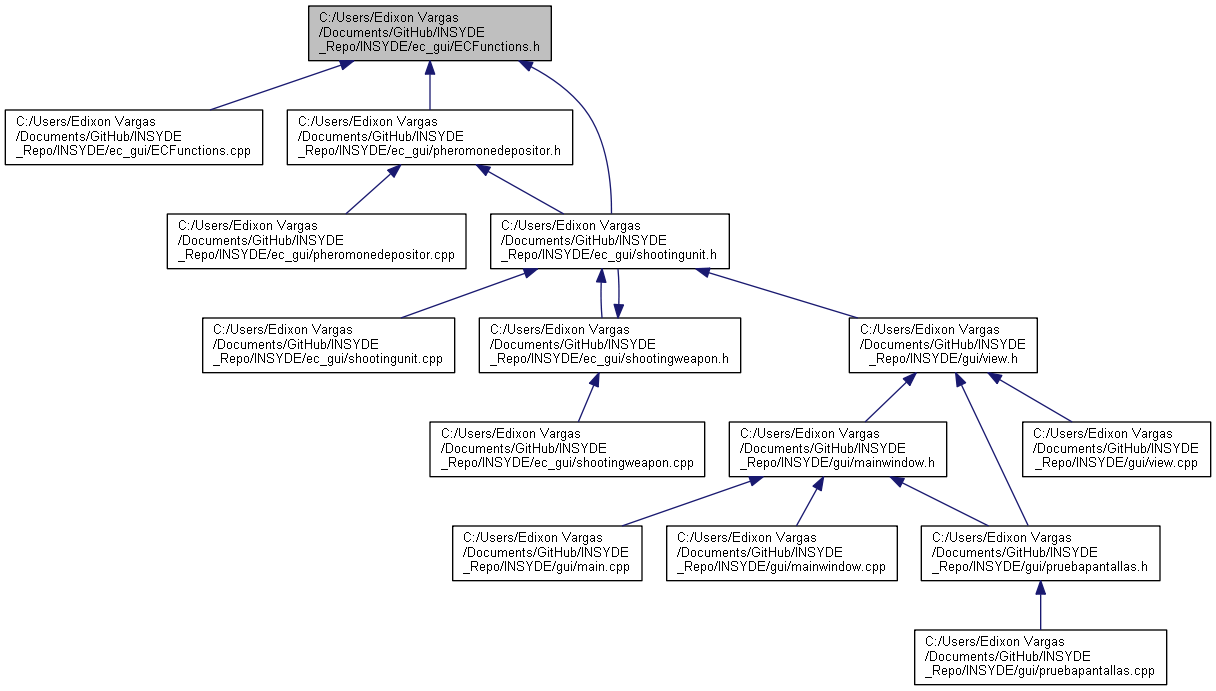 C:/Users/Edixon Vargas
/Documents/GitHub/INSYDE
_Repo/INSYDE/ec_gui/ECFunctions.h
C:/Users/Edixon Vargas
/Documents/GitHub/INSYDE
_Repo/INSYDE/ec_gui/ECFunctions.cpp
C:/Users/Edixon Vargas
/Documents/GitHub/INSYDE
_Repo/INSYDE/ec_gui/pheromonedepositor.h
C:/Users/Edixon Vargas
/Documents/GitHub/INSYDE
_Repo/INSYDE/ec_gui/pheromonedepositor.cpp
C:/Users/Edixon Vargas
/Documents/GitHub/INSYDE
_Repo/INSYDE/ec_gui/shootingunit.h
C:/Users/Edixon Vargas
/Documents/GitHub/INSYDE
_Repo/INSYDE/ec_gui/shootingunit.cpp
C:/Users/Edixon Vargas
/Documents/GitHub/INSYDE
_Repo/INSYDE/ec_gui/shootingweapon.h
C:/Users/Edixon Vargas
/Documents/GitHub/INSYDE
_Repo/INSYDE/gui/view.h
C:/Users/Edixon Vargas
/Documents/GitHub/INSYDE
_Repo/INSYDE/ec_gui/shootingweapon.cpp
C:/Users/Edixon Vargas
/Documents/GitHub/INSYDE
_Repo/INSYDE/gui/mainwindow.h
C:/Users/Edixon Vargas
/Documents/GitHub/INSYDE
_Repo/INSYDE/gui/view.cpp
C:/Users/Edixon Vargas
/Documents/GitHub/INSYDE
_Repo/INSYDE/gui/main.cpp
C:/Users/Edixon Vargas
/Documents/GitHub/INSYDE
_Repo/INSYDE/gui/mainwindow.cpp
C:/Users/Edixon Vargas
/Documents/GitHub/INSYDE
_Repo/INSYDE/gui/pruebapantallas.h
C:/Users/Edixon Vargas
/Documents/GitHub/INSYDE
_Repo/INSYDE/gui/pruebapantallas.cpp